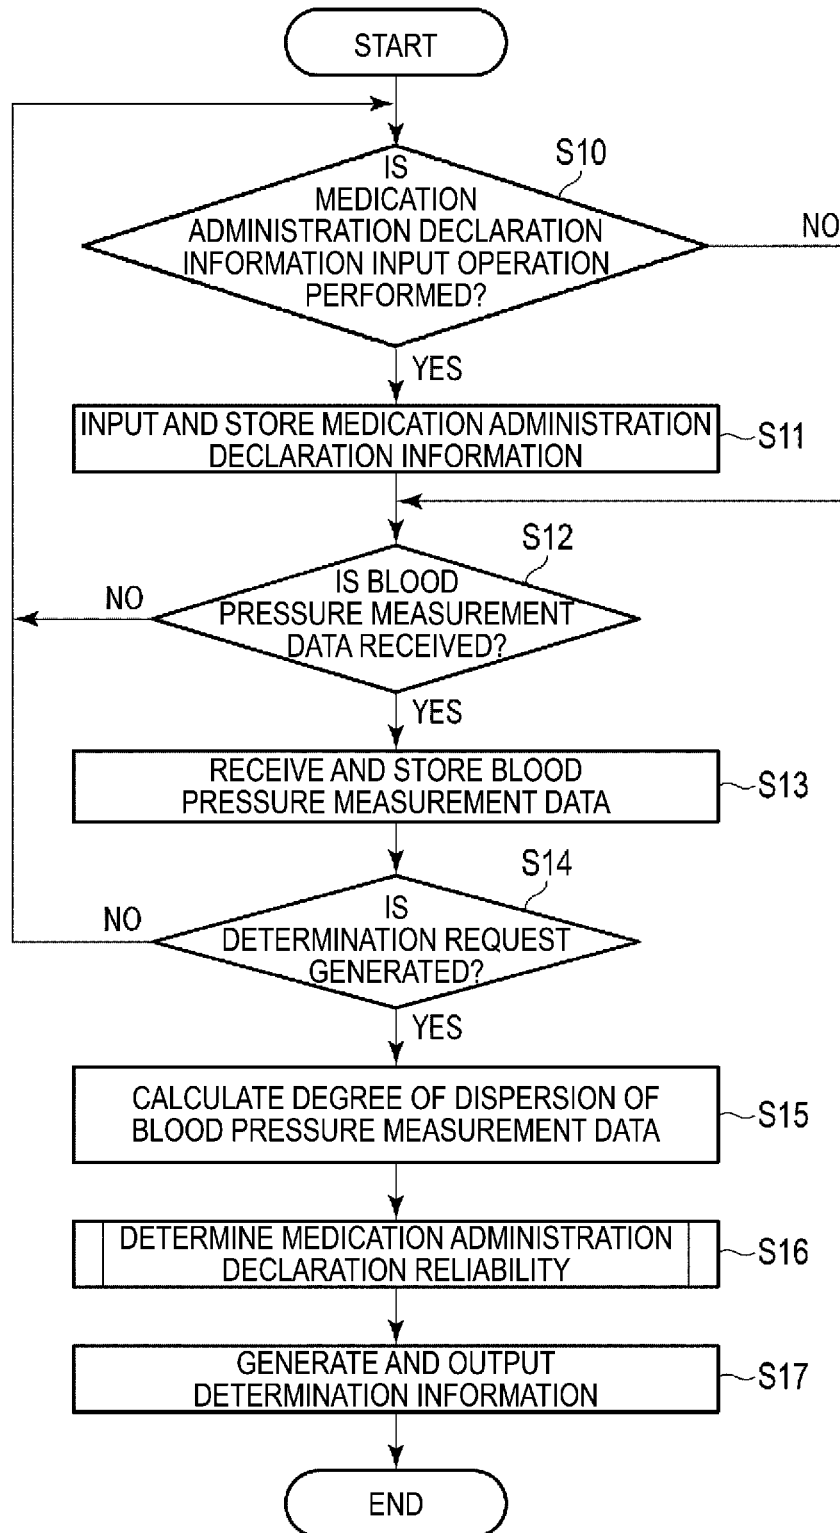 START
S10
IS
MEDICATION
ADMINISTRATION DECLARATION
INFORMATION INPUT OPERATION
PERFORMED?
NO
YES
INPUT AND STORE MEDICATION ADMINISTRATION
DECLARATION INFORMATION
S11
S12
IS BLOOD
PRESSURE MEASUREMENT
DATA RECEIVED?
NO
YES
RECEIVE AND STORE BLOOD
PRESSURE MEASUREMENT DATA
S13
S14
IS
DETERMINATION REQUEST
GENERATED?
NO
YES
CALCULATE DEGREE OF DISPERSION OF
BLOOD PRESSURE MEASUREMENT DATA
S15
DETERMINE MEDICATION ADMINISTRATION
DECLARATION RELIABILITY
S16
GENERATE AND OUTPUT
DETERMINATION INFORMATION
S17
END